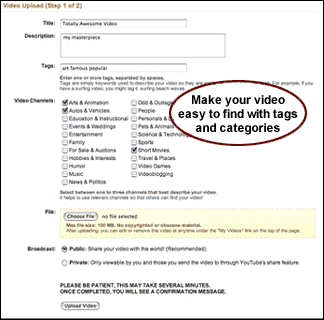 Video Upload (Step 1 of 2)
Title: Totally Awesome Video
Description: my masterpiece
Tags: art famous popular
Enter one or more tags, separated by spaces.
Tags are simply keywords used to describe your video so they are
example, if you
have a surfing video, you might tag it: surfing beach waves.
Video Channels: Arts & Animation Odd &
Autos & Vehicles People
Education & Instructional Personals
Events & Weddings Pets & Animals
Entertainment Science &
Family Sports
For Sale & Auctions Short Movies
Hobbies & Interests Travel & Places
Humor Video Games
Music Videoblogging
News & Politics
Select between one to three channels that best describe your video.
It helps to use relevant channels so that others can find your video!
Make your video
easy to find with tags
and categories
File: Choose File no file selected
Max file size: 100 MB. No copyrighted or obscene material.
After uploading, you can edit or remove this video at anytime under the "My Videos" link on the top of the page.
Broadcast: Public: Share your video with the world! (Recommended)
Private: Only viewable by you and those you send the video to through YouTube's share feature.
PLEASE BE PATIENT, THIS MAY TAKE SEVERAL MINUTES.
ONCE COMPLETED, YOU WILL SEE A CONFIRMATION MESSAGE.
Upload Video